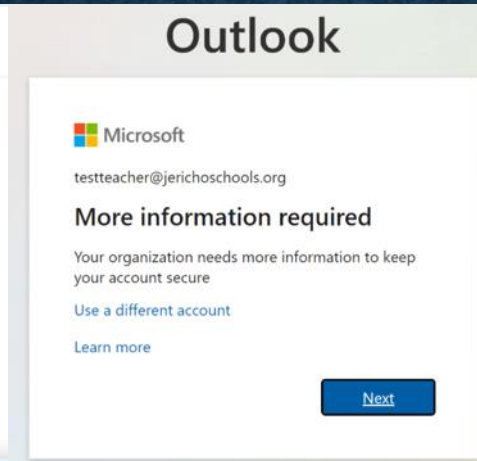 Outlook
Microsoft
testteacher@jerichoschools.org
More information required
Your organization needs more information to keep
your account secure
Use a different account
Learn more
Next